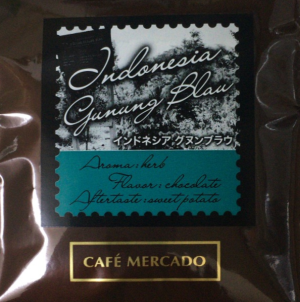 Indonesia
Gunung Blau
インドネシア グヌンブラウ
Aroma: herb
Flavor: chocolate
Aftertaste: sweet potato
CAFÉ MERCADO